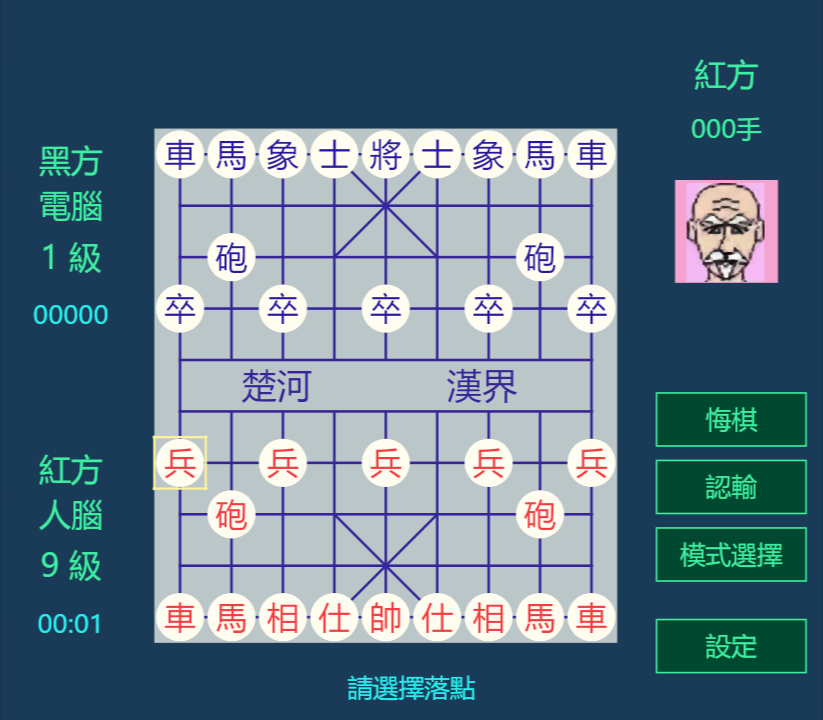 黑方
電腦
1 級
00000
紅方
人腦
9 級
00:01
車馬象士將士象馬車
砲 砲
卒 卒 卒 卒 卒
楚河 漢界
兵 兵 兵 兵 兵
砲 砲
車馬相仕帥仕相馬車
請選擇落點
紅方
000手
悔棋
認輸
模式選擇
設定